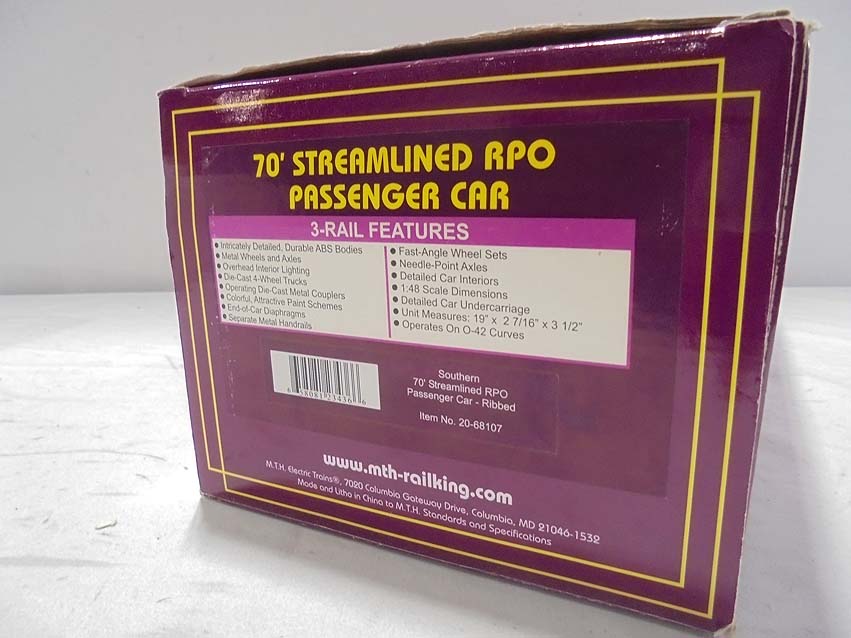 70' STREAMLINED RPO
PASSENGER CAR
3-RAIL FEATURES
• Intricately Detailed, Durable ABS Bodies
• Metal Wheels and Axles
• Overhead Interior Lighting
• Die-Cast 4-Wheel Trucks
• Operating Die-Cast Metal Couplers
• Colorful, Attractive Paint Schemes
• End-of-Car Diaphragms
• Separate Metal Handrails
• Fast-Angle Wheel Sets
• Needle-Point Axles
• Detailed Car Interiors
• 1:48 Scale Dimensions
• Detailed Car Undercarriage
• Unit Measures: 19" x 2 7/16" x 3 1/2"
• Operates On O-42 Curves
6 58081 23436 6
Southern
70' Streamlined RPO
Passenger Car - Ribbed
Item No. 20-68107
www.mth-railking.com
M.T.H. Electric Trains®, 7020 Columbia Gateway Drive, Columbia, MD 21046-1532
Made and Litho in China to M.T.H. Standards and Specifications